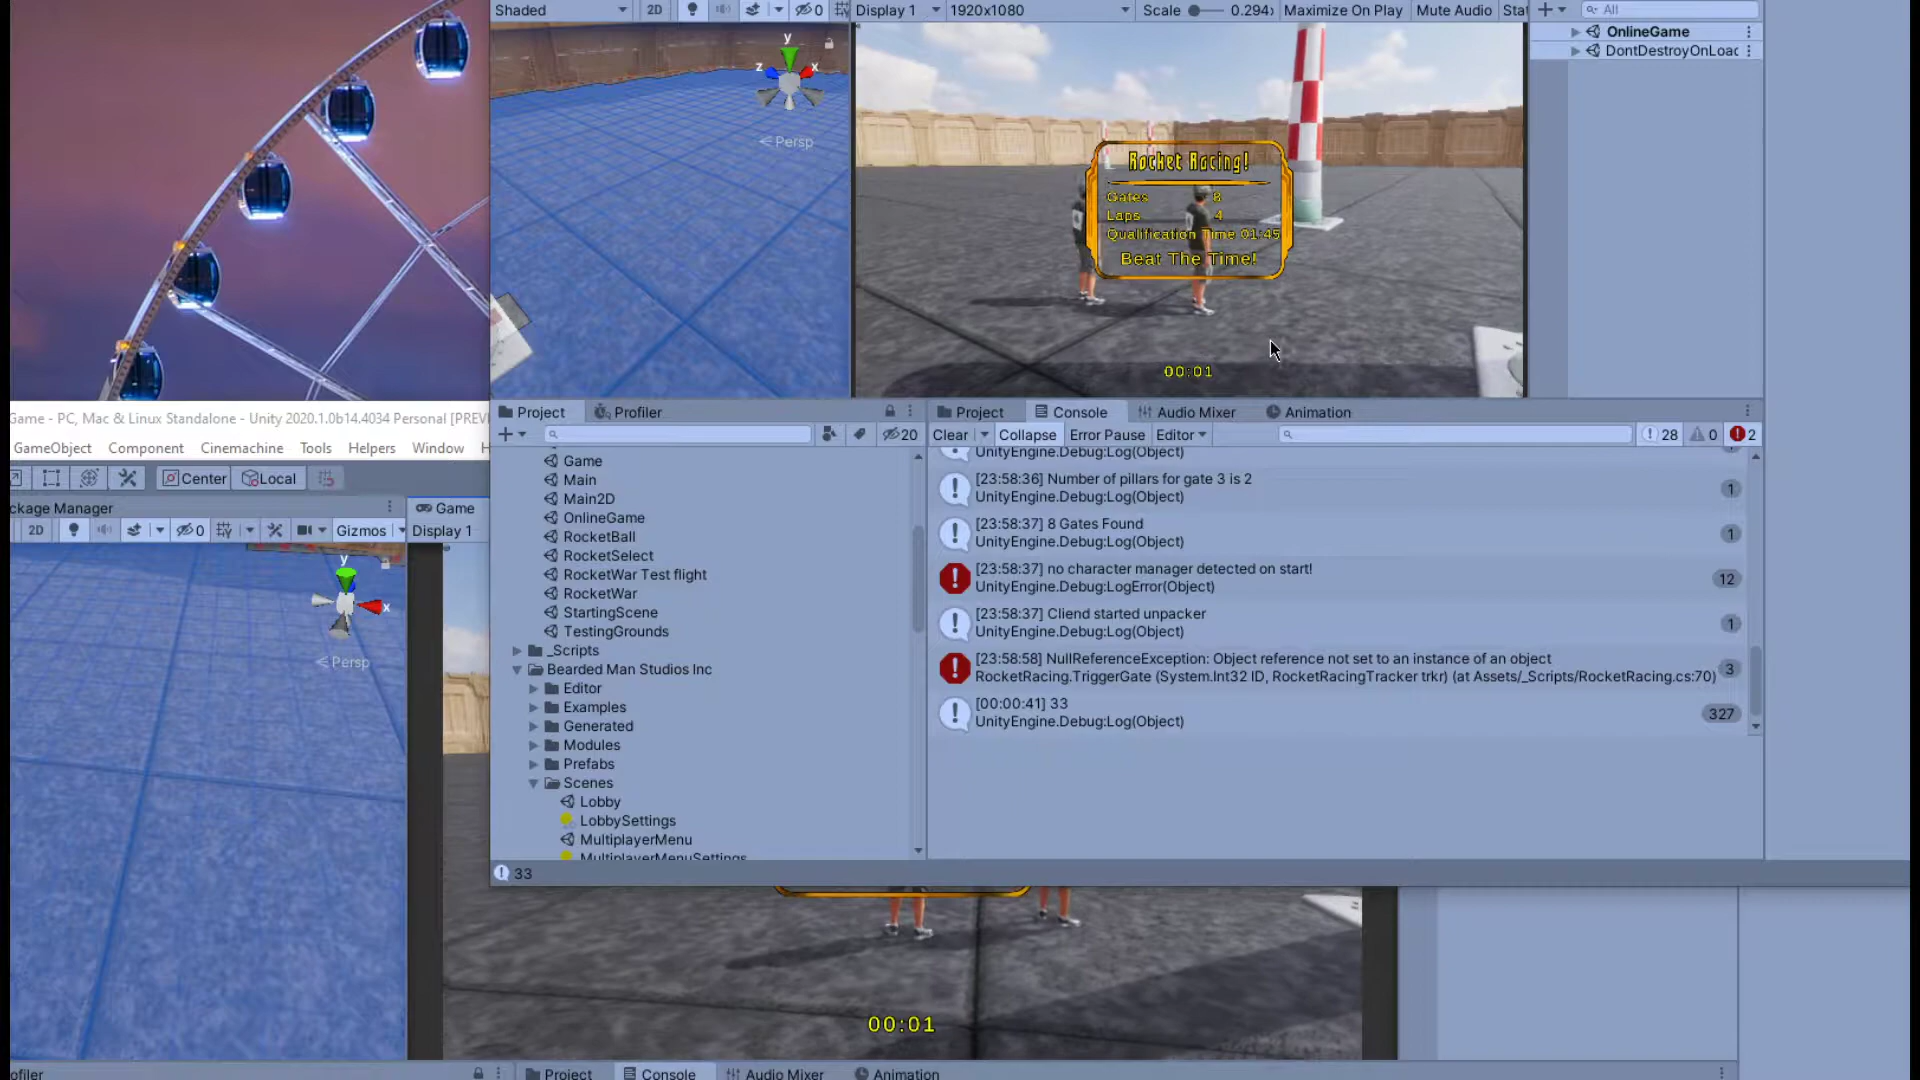 Shaded
2D
0
Display 1
1920x1080
Scale
0.294
Maximize On Play
Mute Audio
All
OnlineGame
DontDestroyOnLoad
y
z
x
Persp
Rocket Racing!
Gates 8
Laps 4
Qualification Time 01:45
Beat The Time!
00:01
Game - PC, Mac & Linux Standalone - Unity 2020.1.0b14.4034 Personal
GameObject Component Cinemachine Tools Helpers Window
Center Local
2D
0
Gizmos
Game
Display 1
y
x
Persp
Project
Profiler
20
Game
Main
Main2D
OnlineGame
RocketBall
RocketSelect
RocketWar Test flight
RocketWar
StartingScene
TestingGrounds
_Scripts
Bearded Man Studios Inc
Editor
Examples
Generated
Modules
Prefabs
Scenes
Lobby
LobbySettings
MultiplayerMenu
MultiplayerMenuSettings
Project Console Audio Mixer Animation
Clear Collapse Error Pause Editor
28 0 2
UnityEngine.Debug:Log(Object)
[23:58:36] Number of pillars for gate 3 is 2
UnityEngine.Debug:Log(Object)
1
[23:58:37] 8 Gates Found
UnityEngine.Debug:Log(Object)
1
[23:58:37] no character manager detected on start!
UnityEngine.Debug:LogError(Object)
12
[23:58:37] Cliend started unpacker
UnityEngine.Debug:Log(Object)
1
[23:58:58] NullReferenceException: Object reference not set to an instance of an object
RocketRacing.TriggerGate (System.Int32 ID, RocketRacingTracker trkr) (at Assets/_Scripts/RocketRacing.cs:70)
3
[00:00:41] 33
UnityEngine.Debug:Log(Object)
327
33
00:01
Project Console Audio Mixer Animation